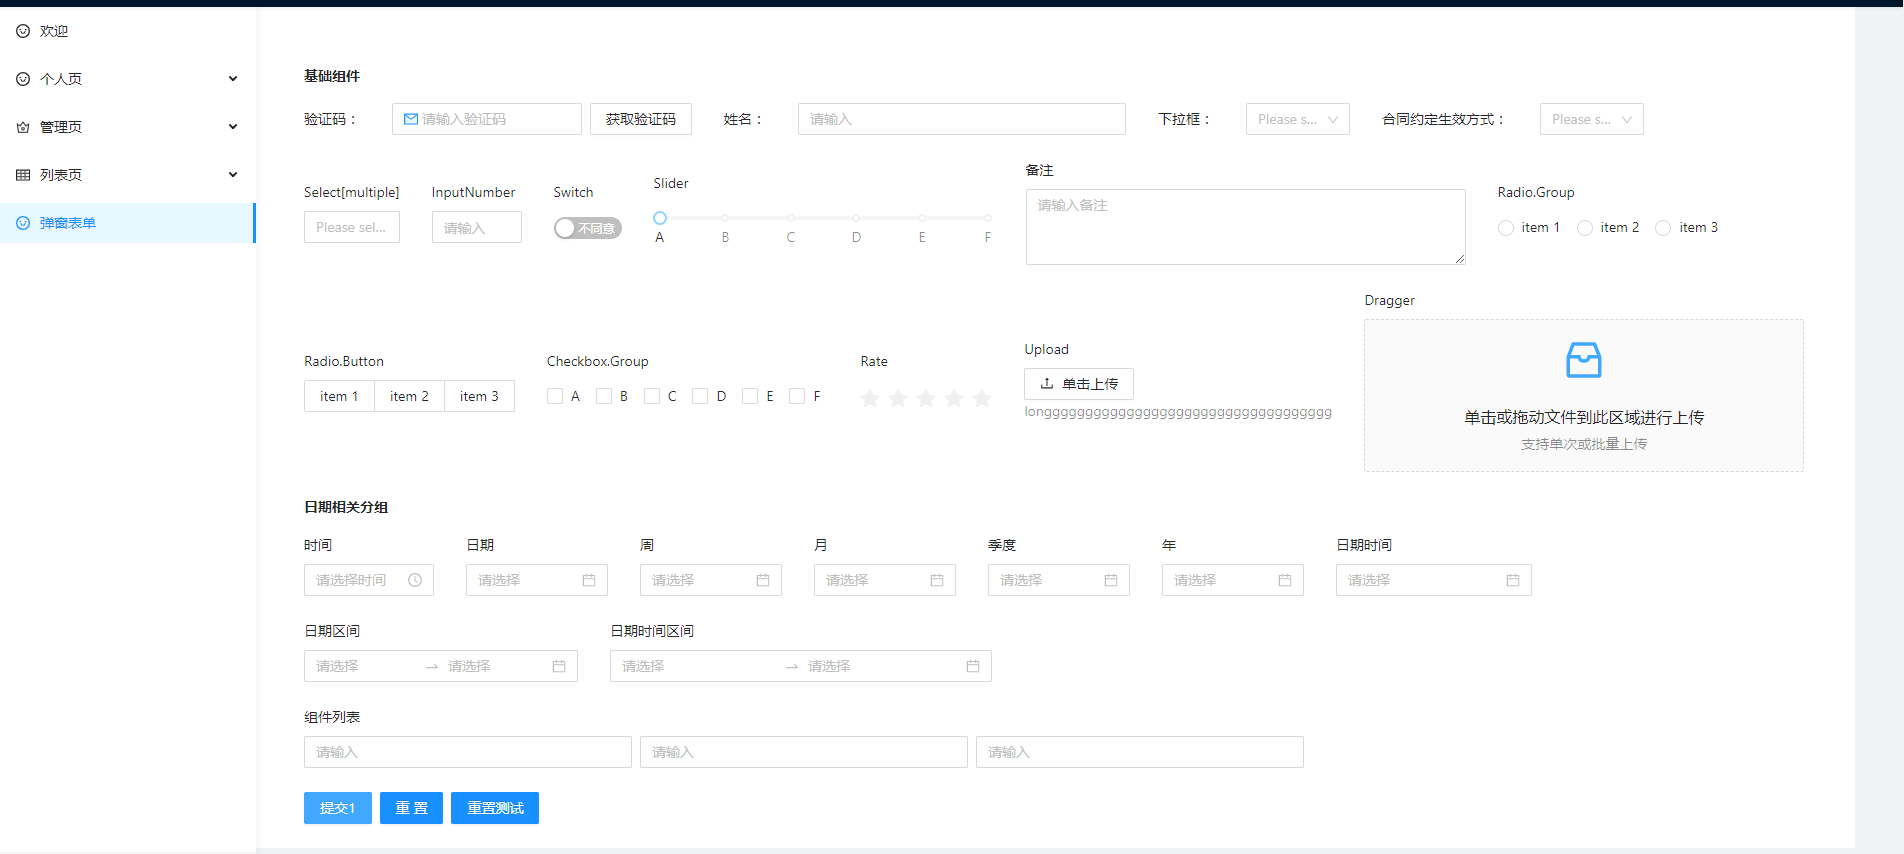 欢迎
个人页
管理页
列表页
弹窗表单
基础组件
验证码： 请输入验证码 获取验证码 姓名： 请输入 下拉框： Please s... 合同约定生效方式： Please s...
Select[multiple] InputNumber Switch Slider 备注 Radio.Group
Please sel... 请输入 不同意 A B C D E F 请输入备注 item 1 item 2 item 3
Radio.Button Checkbox.Group Rate Upload Dragger
item 1 item 2 item 3 A B C D E F 单击上传
longggggggggggggggggggggggggggggggggggg
单击或拖动文件到此区域进行上传
支持单次或批量上传
日期相关分组
时间 日期 周 月 季度 年 日期时间
请选择时间 请选择 请选择 请选择 请选择 请选择 请选择
日期区间 日期时间区间
请选择 请选择 请选择 请选择
组件列表
请输入 请输入 请输入
提交1 重 置 重置测试